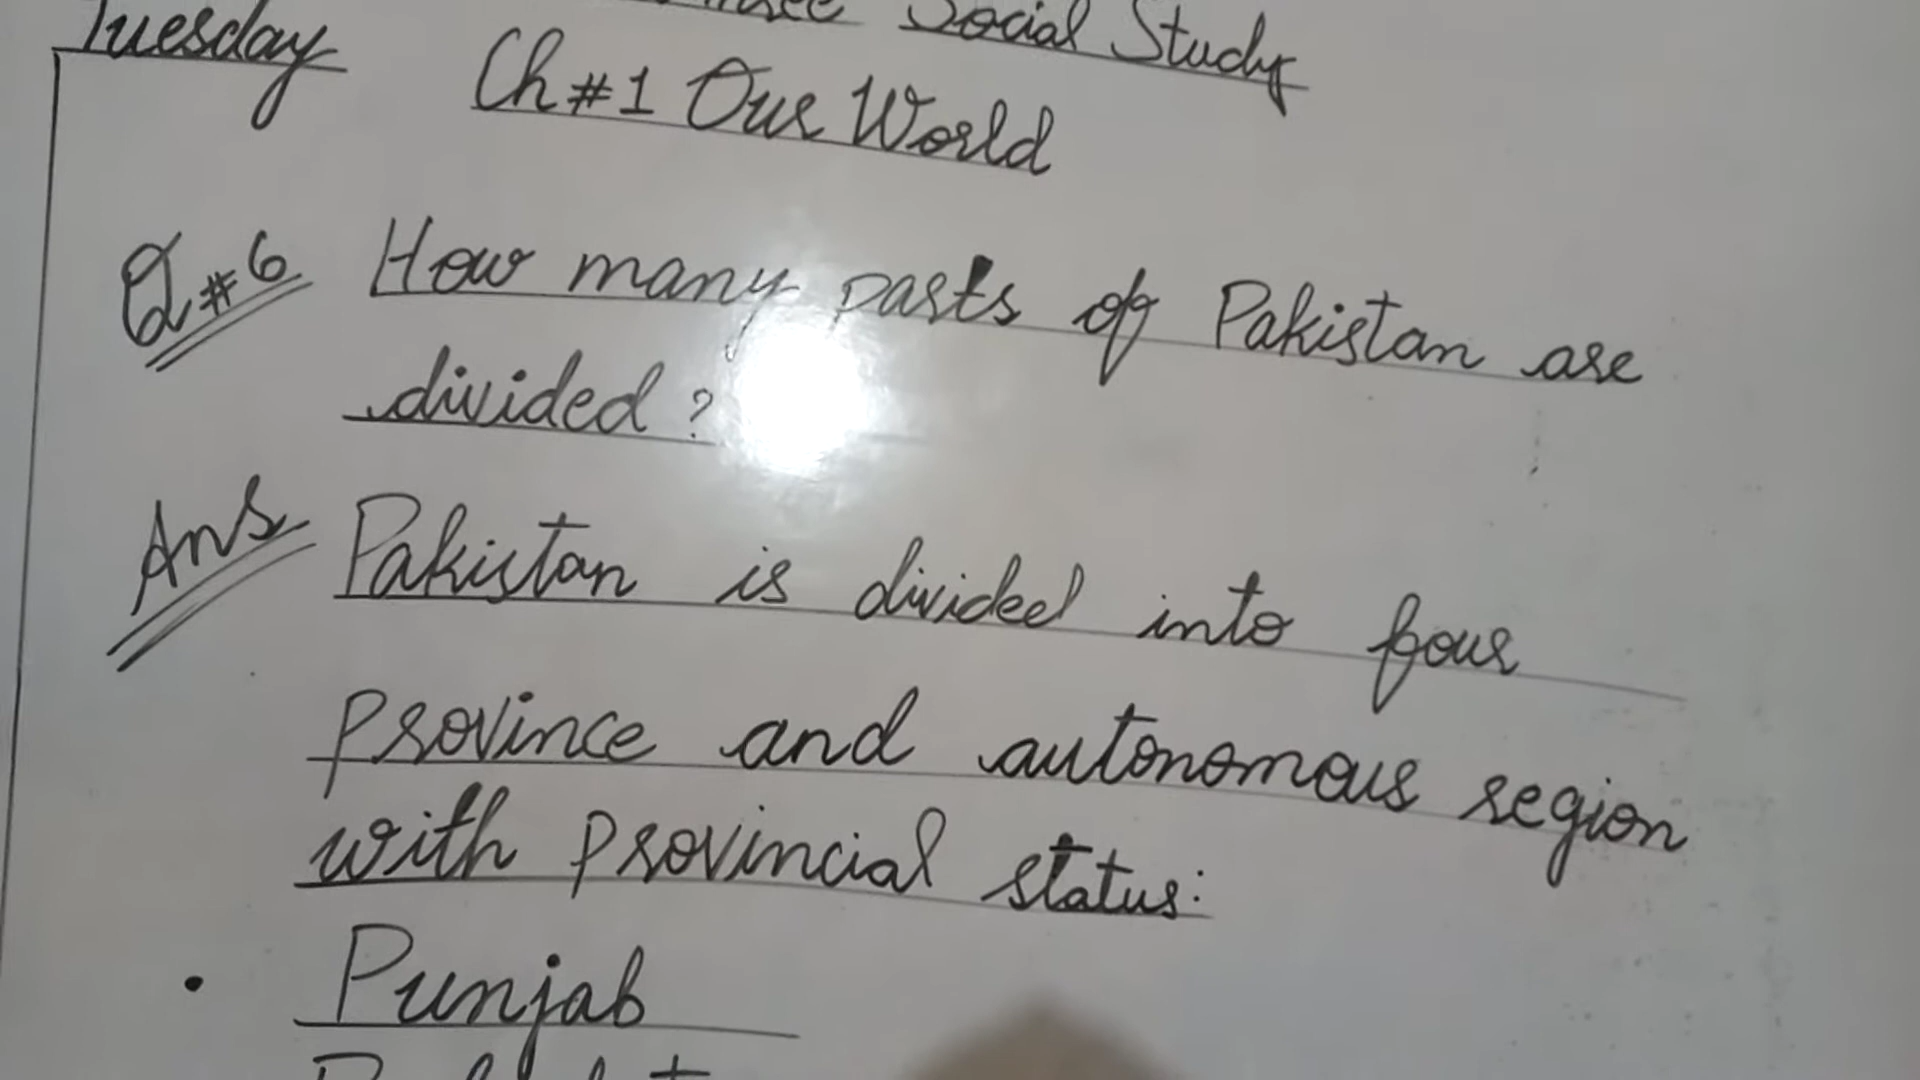 Social Study
Tuesday
Ch #1 Our World
Q#6 How many parts of Pakistan are
divided?
Ans Pakistan is divided into four
province and autonomous region
with provincial status:
• Punjab